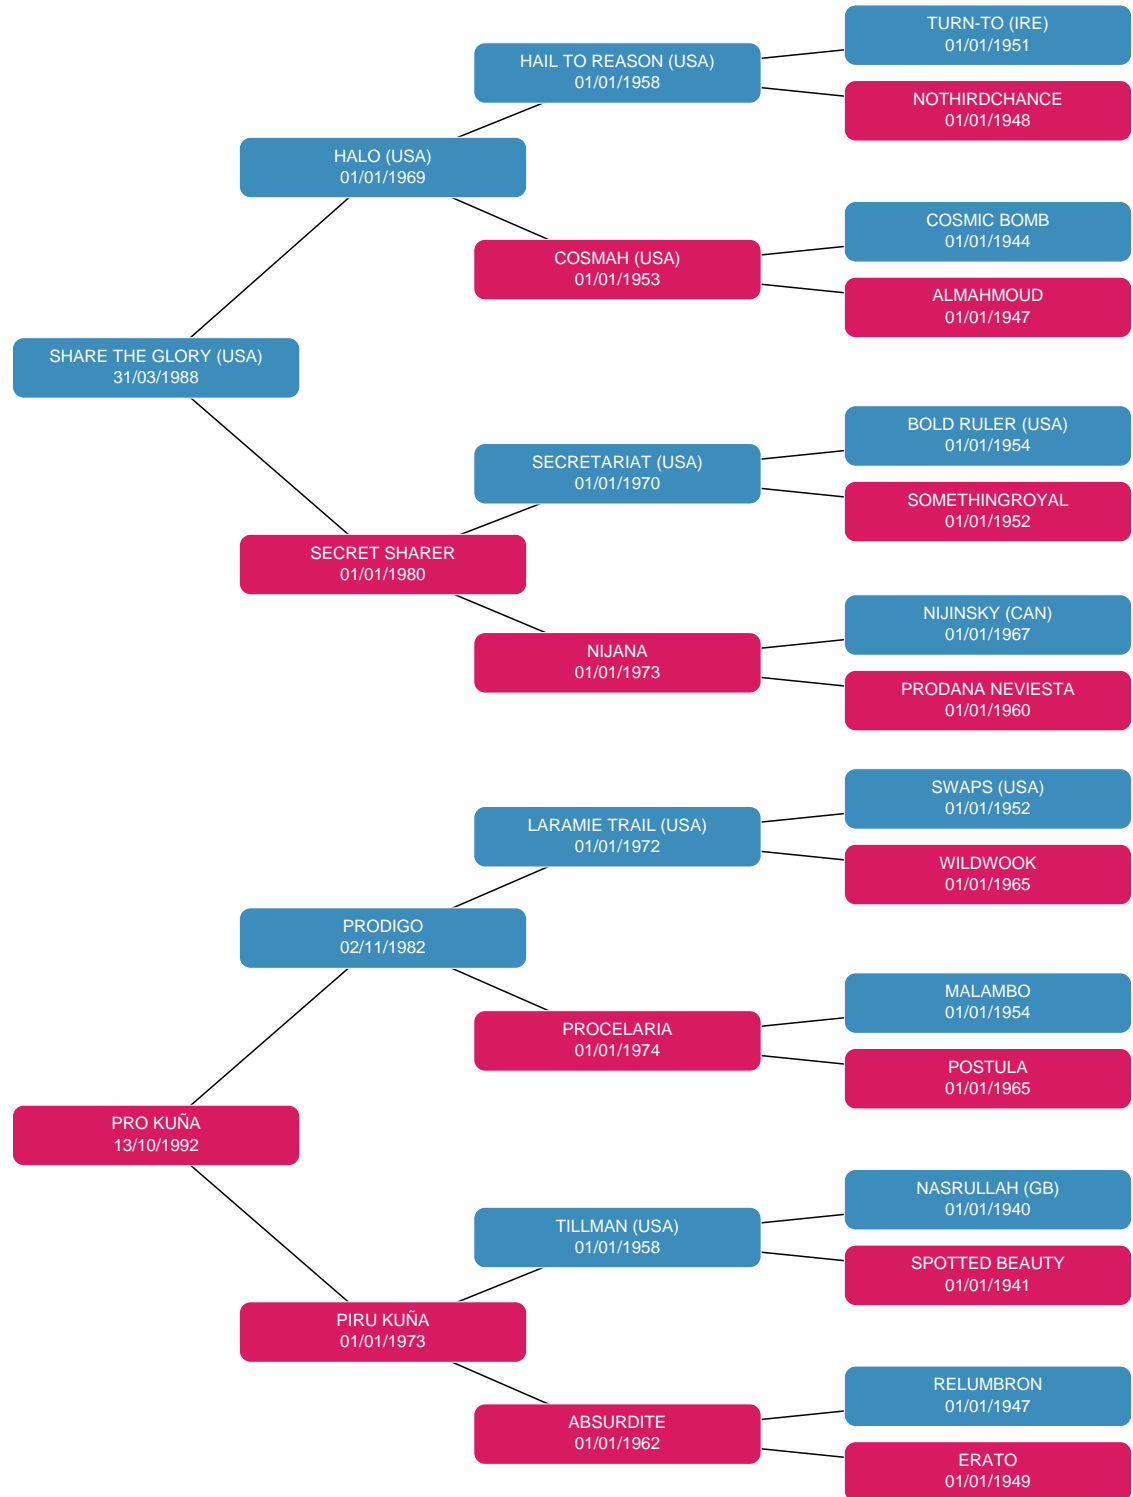 TURN-TO (IRE)
01/01/1951
HAIL TO REASON (USA)
01/01/1958
NOTHIRDCHANCE
01/01/1948
HALO (USA)
01/01/1969
COSMIC BOMB
01/01/1944
COSMAH (USA)
01/01/1953
ALMAHMOUD
01/01/1947
SHARE THE GLORY (USA)
31/03/1988
BOLD RULER (USA)
01/01/1954
SECRETARIAT (USA)
01/01/1970
SOMETHINGROYAL
01/01/1952
SECRET SHARER
01/01/1980
NIJINSKY (CAN)
01/01/1967
NIJANA
01/01/1973
PRODANA NEVIESTA
01/01/1960
SWAPS (USA)
01/01/1952
LARAMIE TRAIL (USA)
01/01/1972
WILDWOOK
01/01/1965
PRODIGO
02/11/1982
MALAMBO
01/01/1954
PROCELARIA
01/01/1974
POSTULA
01/01/1965
PRO KUÑA
13/10/1992
NASRULLAH (GB)
01/01/1940
TILLMAN (USA)
01/01/1958
SPOTTED BEAUTY
01/01/1941
PIRU KUÑA
01/01/1973
RELUMBRON
01/01/1947
ABSURDITE
01/01/1962
ERATO
01/01/1949